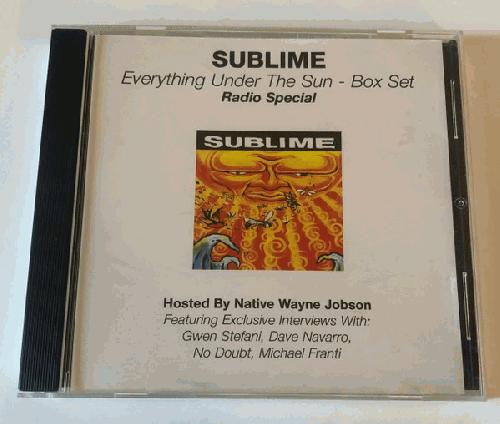 SUBLIME
Everything Under The Sun - Box Set
Radio Special
SUBLIME
Hosted By Native Wayne Jobson
Featuring Exclusive Interviews With:
Gwen Stefani, Dave Navarro,
No Doubt, Michael Franti